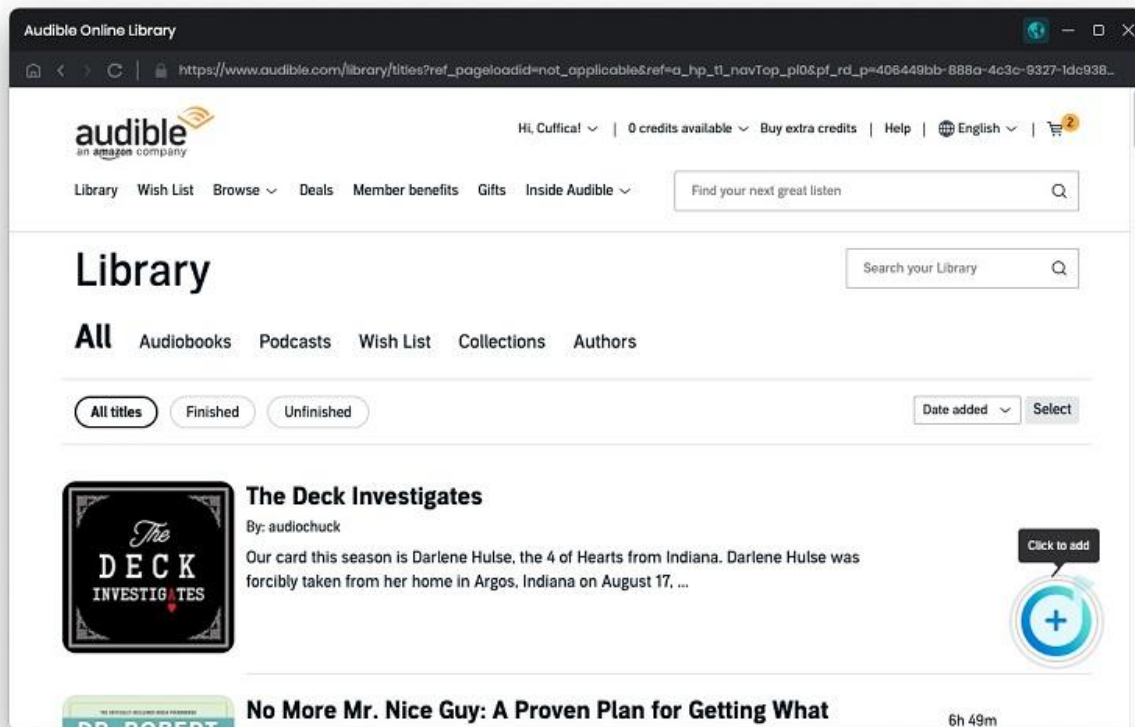 Audible Online Library
https://www.audible.com/library/titles?ref_pageloadid=not_applicable&ref=a_hp_t1_navTop_pl0&pf_rd_p=406449bb-888a-4c3c-9327-1dc938...
audible
an amazon company
Hi, Cuffica! | 0 credits available Buy extra credits | Help | English | 2
Library Wish List Browse Deals Member benefits Gifts Inside Audible Find your next great listen
Library
Search your Library
All Audiobooks Podcasts Wish List Collections Authors
All titles Finished Unfinished Date added Select
The
DECK
INVESTIGATES
The Deck Investigates
By: audiochuck
Our card this season is Darlene Hulse, the 4 of Hearts from Indiana. Darlene Hulse was
forcibly taken from her home in Argos, Indiana on August 17, ...
Click to add
DR. ROBERT
No More Mr. Nice Guy: A Proven Plan for Getting What
6h 49m